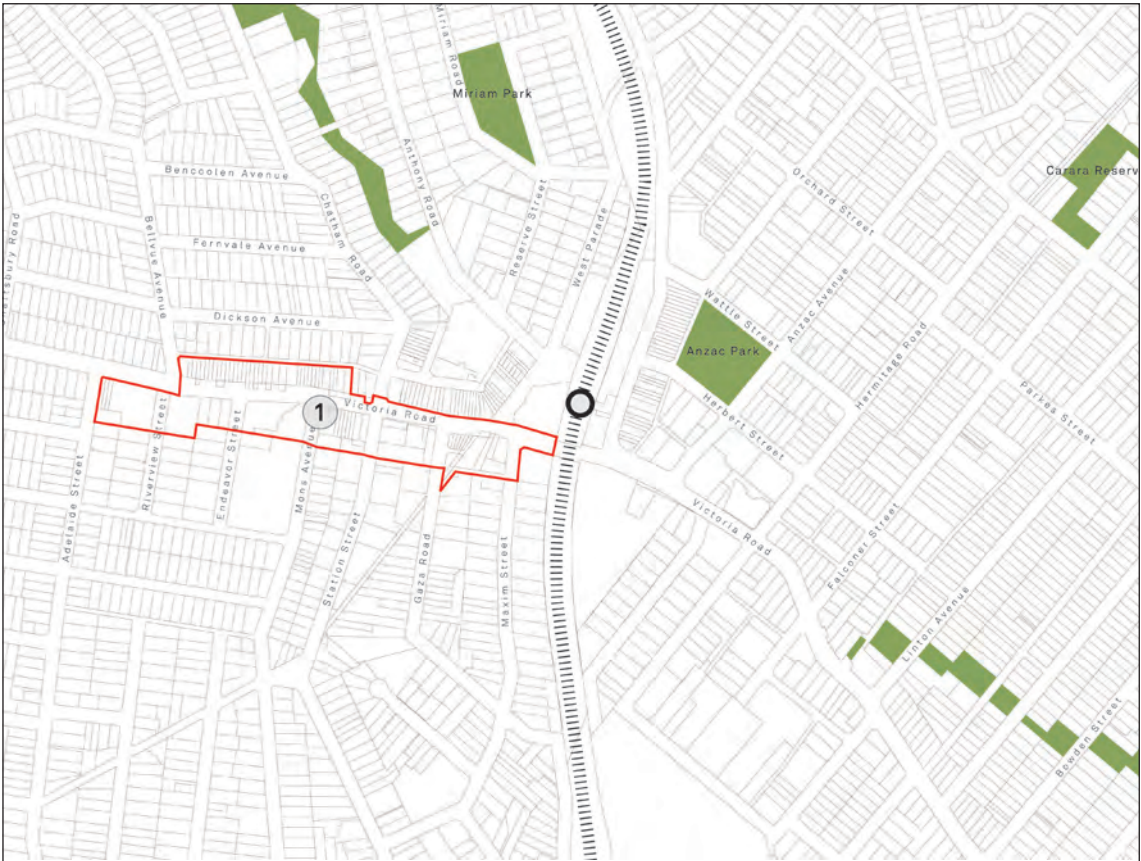 Miriam Road
Miriam Park
Anthony Road
Carara Reserv
Benccolen Avenue
Orchard Street
Chatham Road
Bellvue Avenue
Reserve Street
West Parade
Fernvale Avenue
Wattle Street
Anzac Avenue
Dickson Avenue
Anzac Park
Hermitage Road
Parkes Street
1
Victoria Road
Herbert Street
Riverview Street
Endeavor Street
Mons Avenue
Adelaide Street
Victoria Road
Station Street
Gaza Road
Maxim Street
Falconer Street
Linton Avenue
Bowden Street